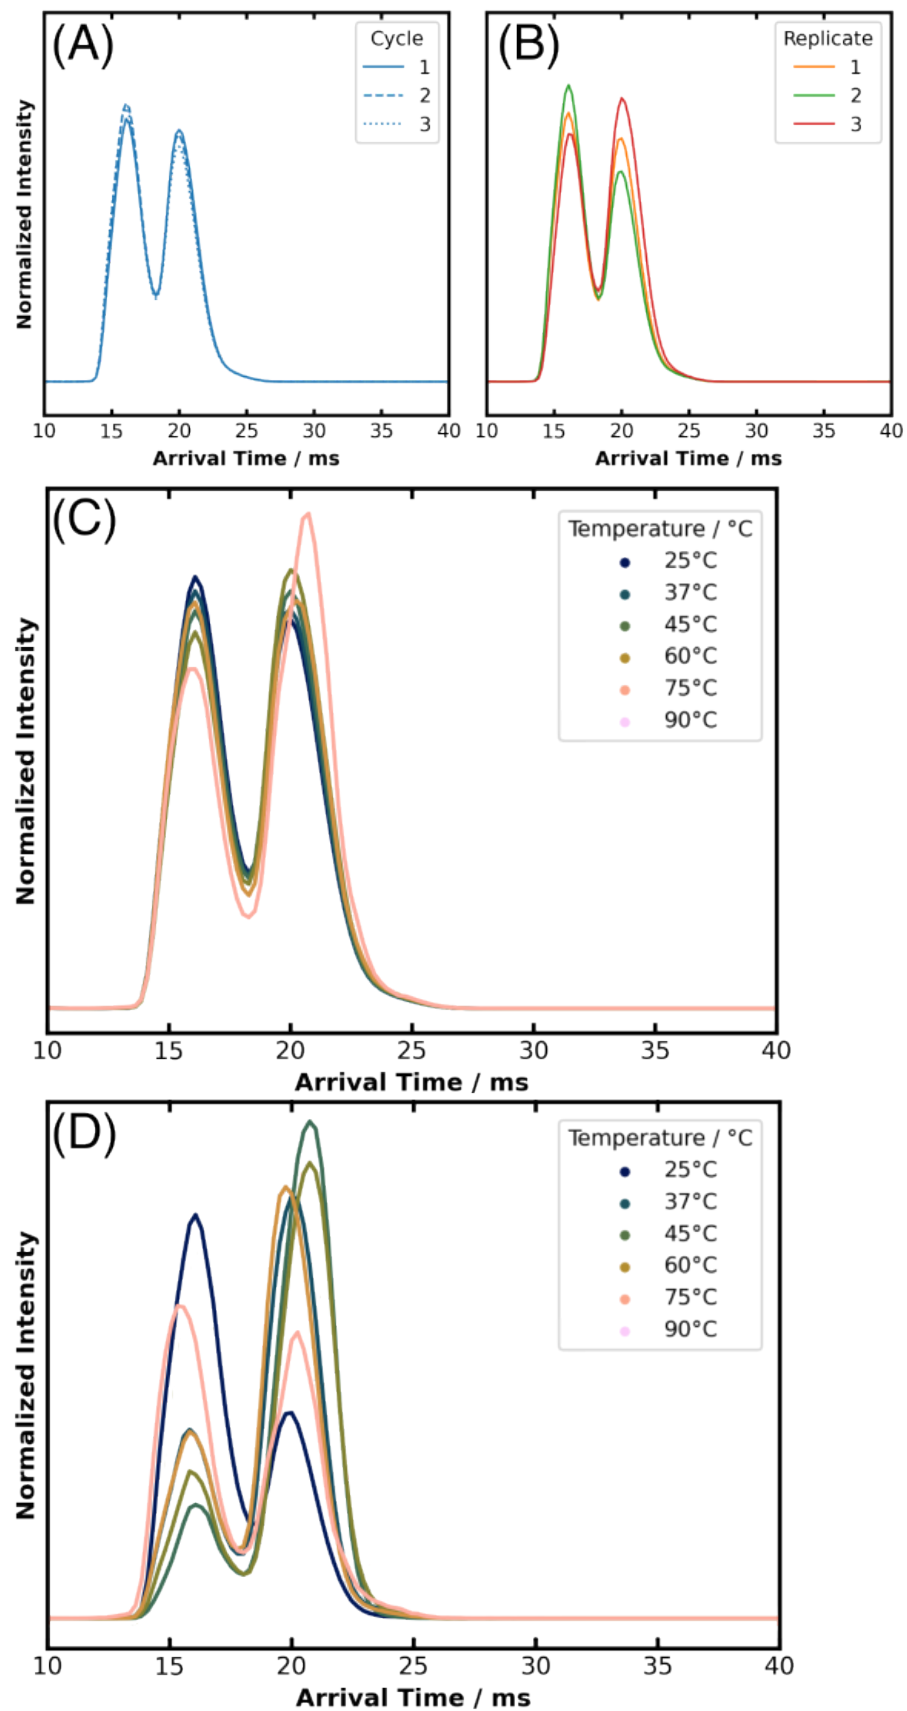 (A)
Cycle
1
2
3
Normalized Intensity
10 15 20 25 30 35 40
Arrival Time / ms
(B)
Replicate
1
2
3
10 15 20 25 30 35 40
Arrival Time / ms
(C)
Temperature / °C
25°C
37°C
45°C
60°C
75°C
90°C
Normalized Intensity
10 15 20 25 30 35 40
Arrival Time / ms
(D)
Temperature / °C
25°C
37°C
45°C
60°C
75°C
90°C
Normalized Intensity
10 15 20 25 30 35 40
Arrival Time / ms